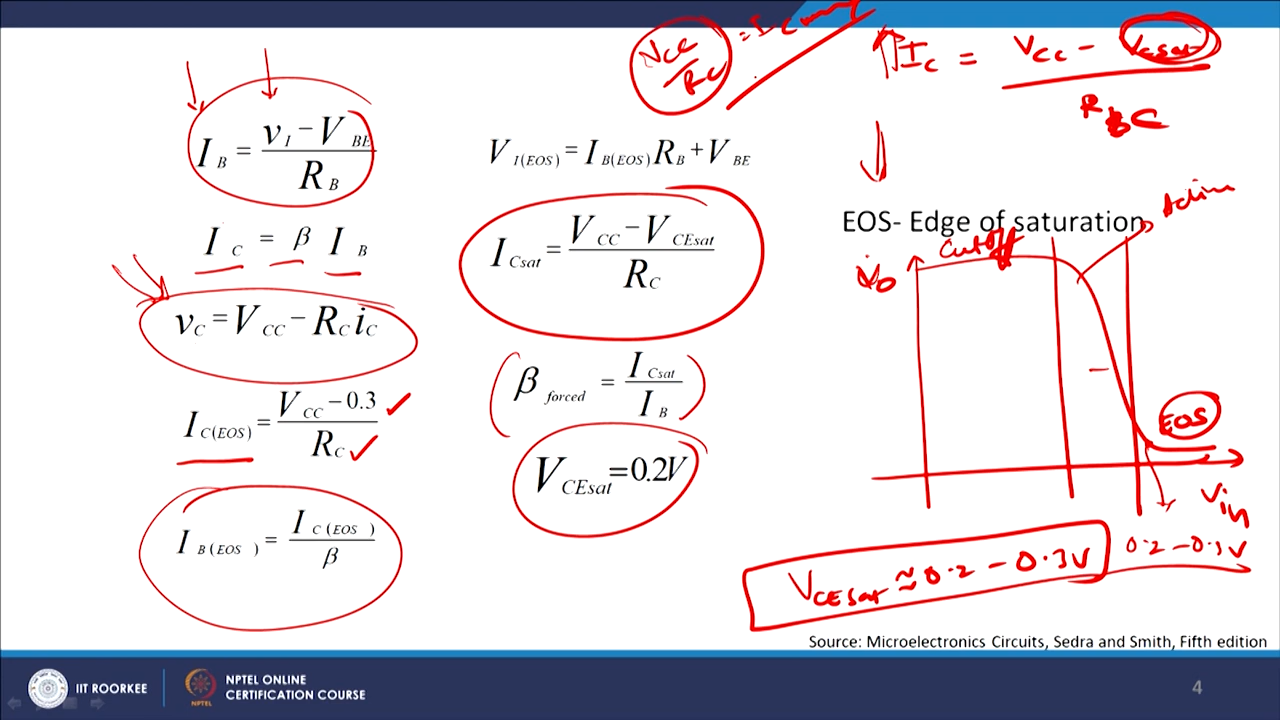 I_B = (v_I − V_BE) / R_B
I_C = β I_B
v_C = V_CC − R_C i_C
I_C(EOS) = (V_CC − 0.3) / R_C
I_B(EOS) = I_C(EOS) / β
V_I(EOS) = I_B(EOS) R_B + V_BE
I_Csat = (V_CC − V_CEsat) / R_C
β_forced = I_Csat / I_B
V_CEsat = 0.2V
V_CC / R_C = I_C
↑ I_C = (V_CC − V_CEsat) / R_C
EOS- Edge of saturation
Active
Cutoff
V_o
EOS
V_in
0.2 – 0.3V
V_CEsat ≈ 0.2 – 0.3V
Source: Microelectronics Circuits, Sedra and Smith, Fifth edition
IIT ROORKEE
NPTEL
NPTEL ONLINE
CERTIFICATION COURSE
4